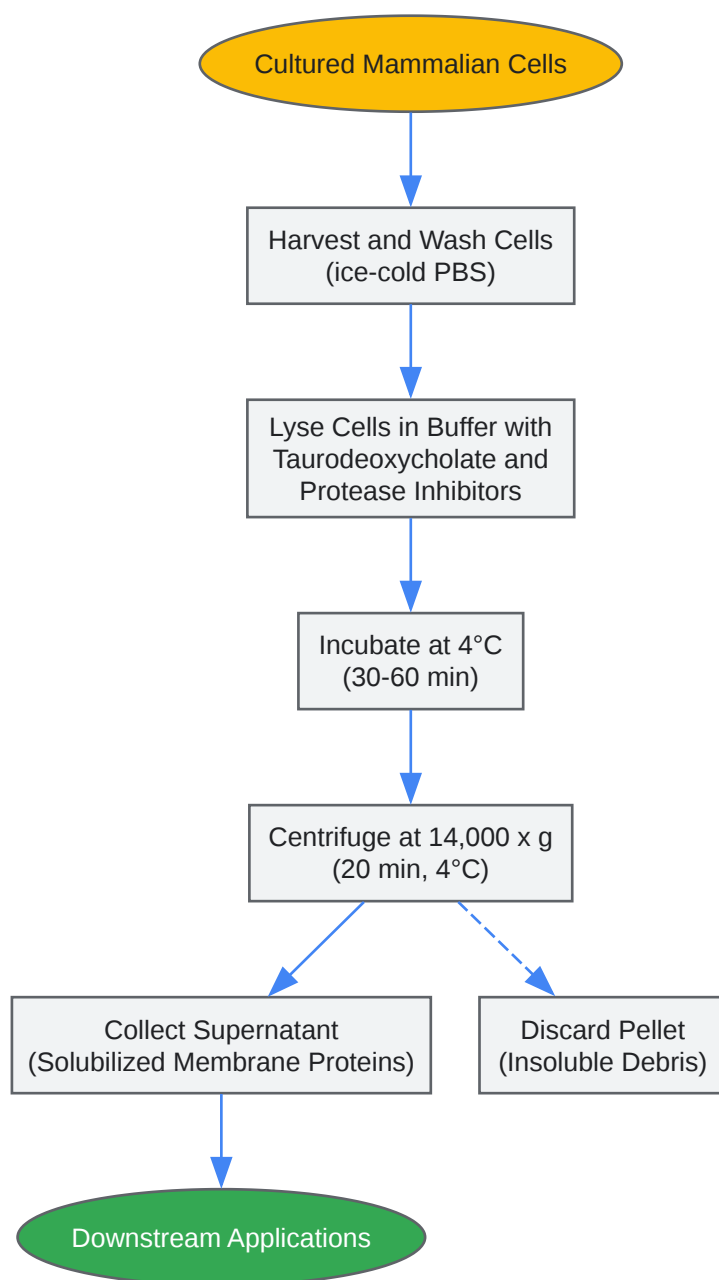 Cultured Mammalian Cells
Harvest and Wash Cells
(ice-cold PBS)
Lyse Cells in Buffer with
Taurodeoxycholate and
Protease Inhibitors
Incubate at 4°C
(30-60 min)
Centrifuge at 14,000 x g
(20 min, 4°C)
Collect Supernatant
(Solubilized Membrane Proteins)
Discard Pellet
(Insoluble Debris)
Downstream Applications